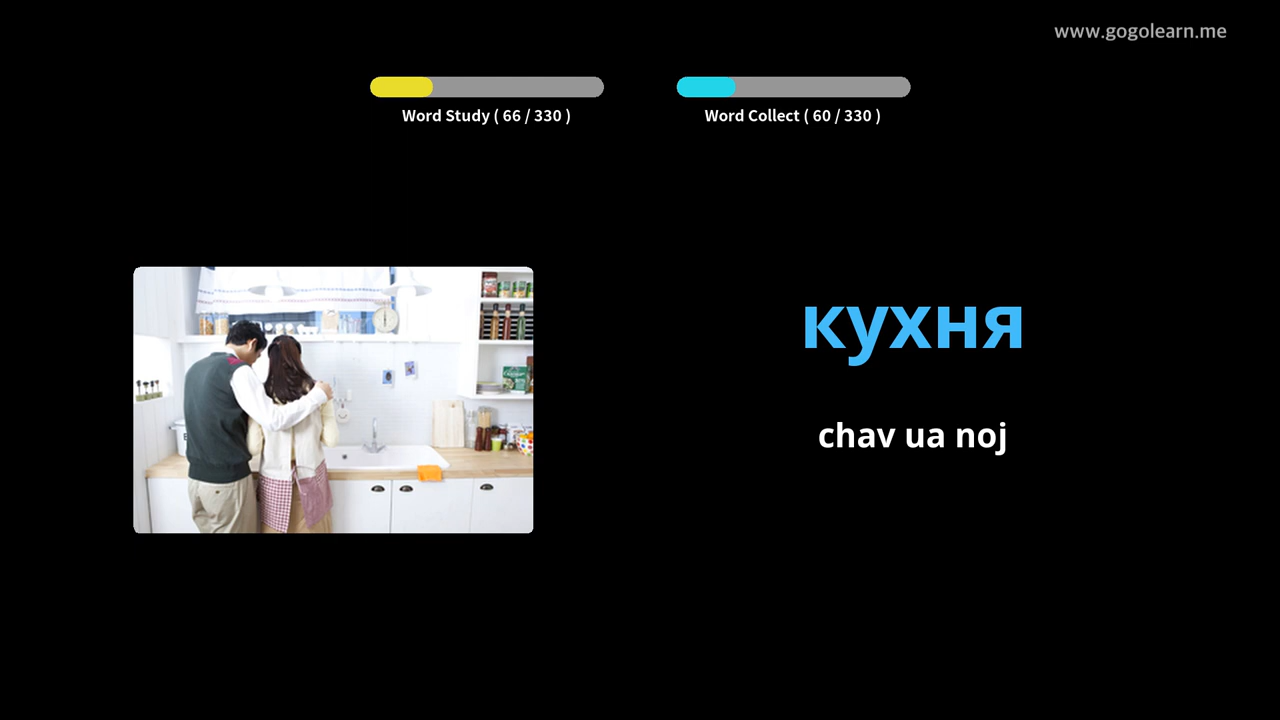 www.gogolearn.me
Word Study ( 66 / 330 )
Word Collect ( 60 / 330 )
кухня
chav ua noj